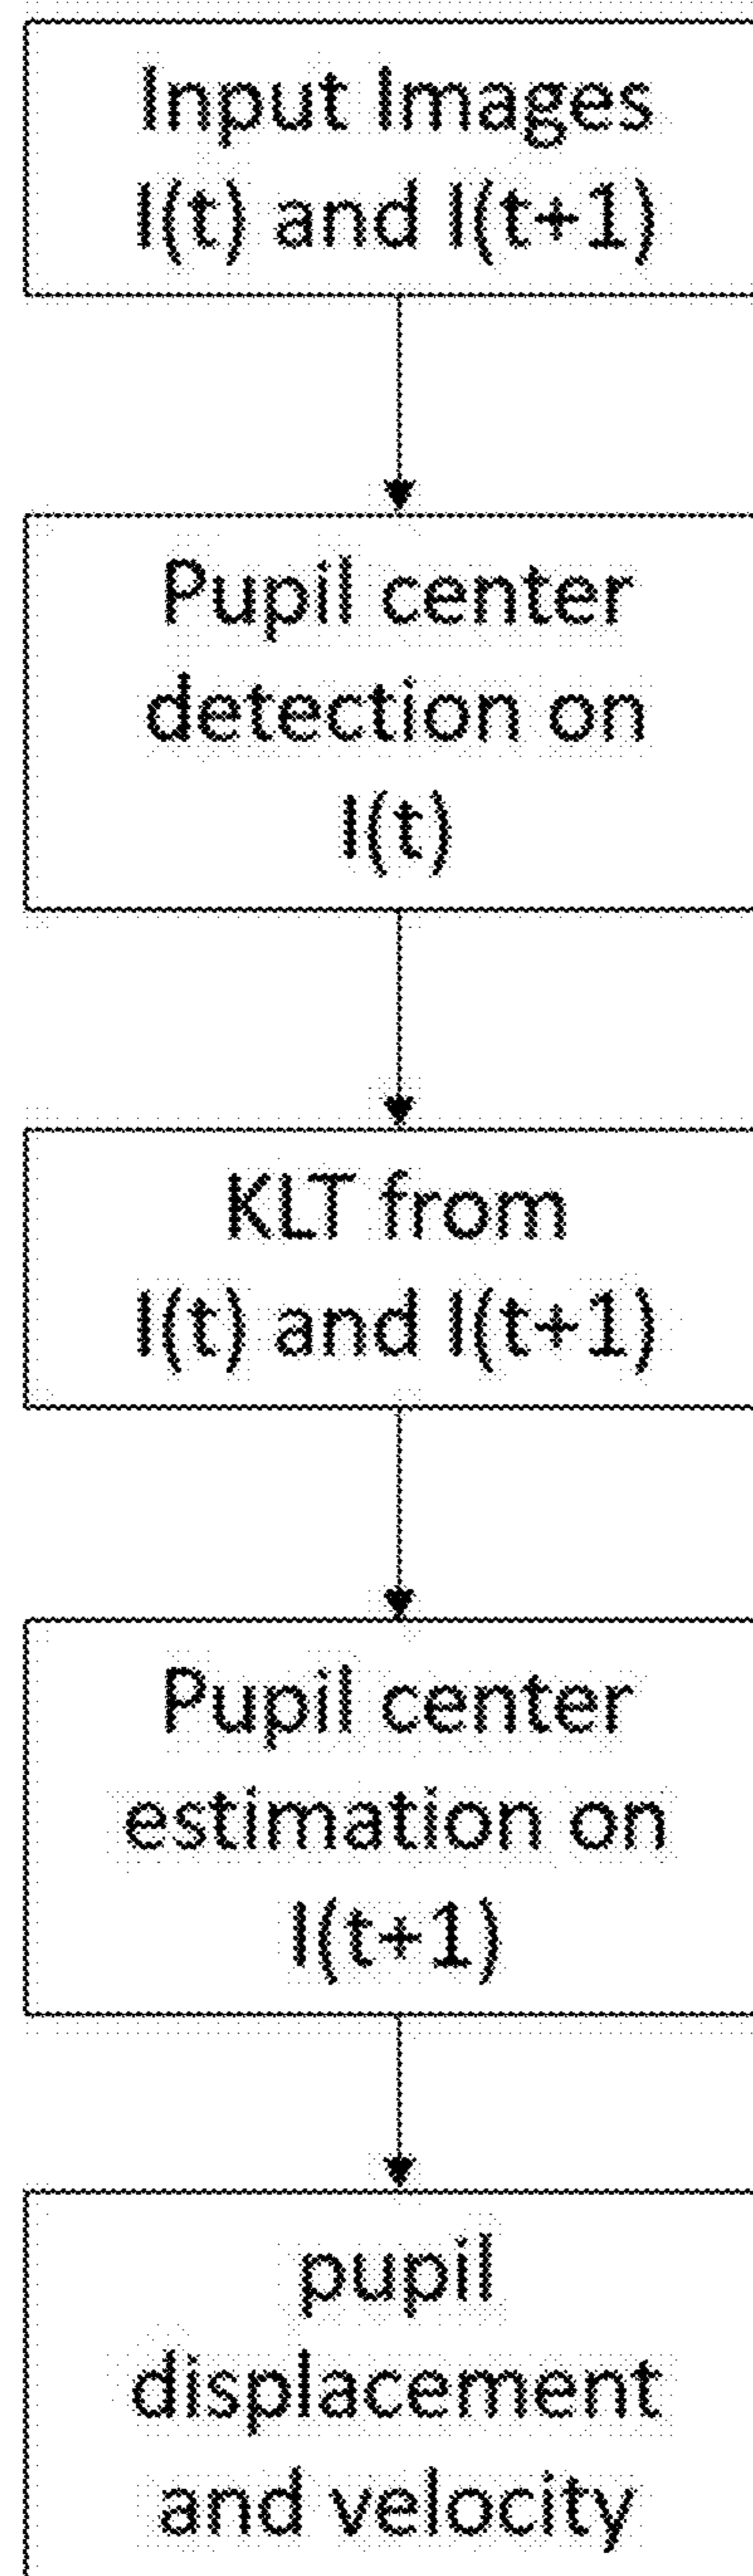 Input Images
I(t) and I(t+1)
Pupil center
detection on
I(t)
KLT from
I(t) and I(t+1)
Pupil center
estimation on
I(t+1)
pupil
displacement
and velocity